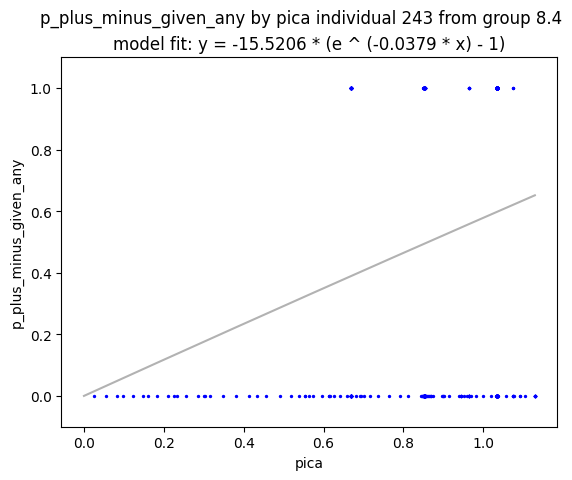 p_plus_minus_given_any by pica individual 243 from group 8.4
model fit: y = -15.5206 * (e ^ (-0.0379 * x) - 1)
1.0
0.8
0.6
0.4
0.2
0.0
p_plus_minus_given_any
0.0 0.2 0.4 0.6 0.8 1.0
pica